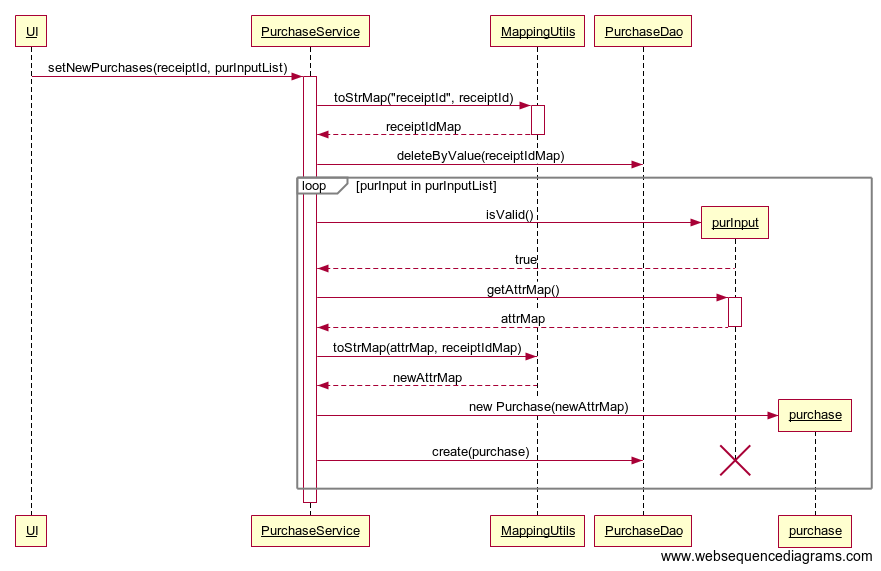 UI
PurchaseService
MappingUtils
PurchaseDao
setNewPurchases(receiptId, purInputList)
toStrMap("receiptId", receiptId)
receiptIdMap
deleteByValue(receiptIdMap)
loop
[purInput in purInputList]
isValid()
purInput
true
getAttrMap()
attrMap
toStrMap(attrMap, receiptIdMap)
newAttrMap
new Purchase(newAttrMap)
purchase
create(purchase)
UI
PurchaseService
MappingUtils
PurchaseDao
purchase
www.websequencediagrams.com